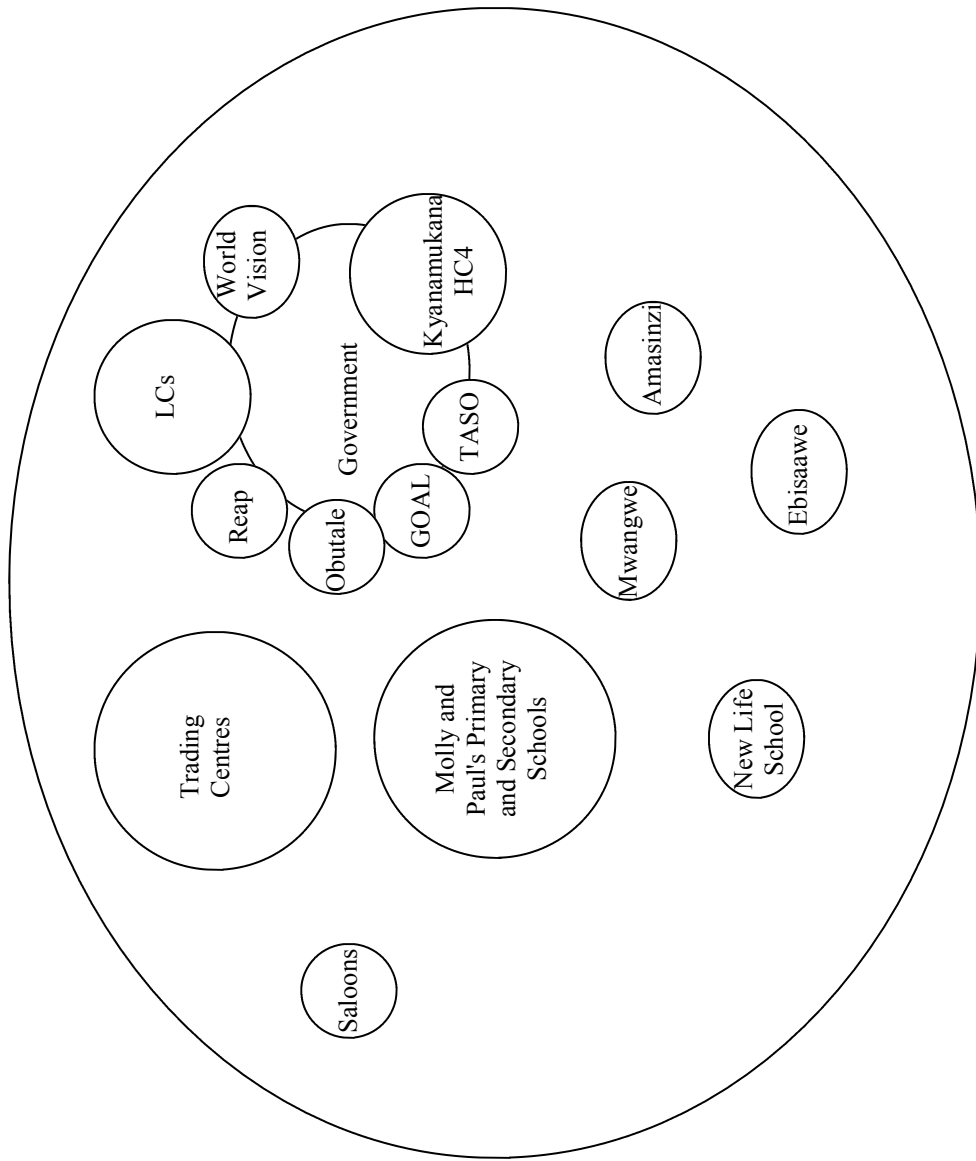 LCs
Trading
Centres
Reap
World
Vision
Saloons
Obutale
Government
GOAL
Kyanamukana
HC4
Molly and
Paul's Primary
and Secondary
Schools
TASO
Mwangwe
Amasinzi
New Life
School
Ebisaawe